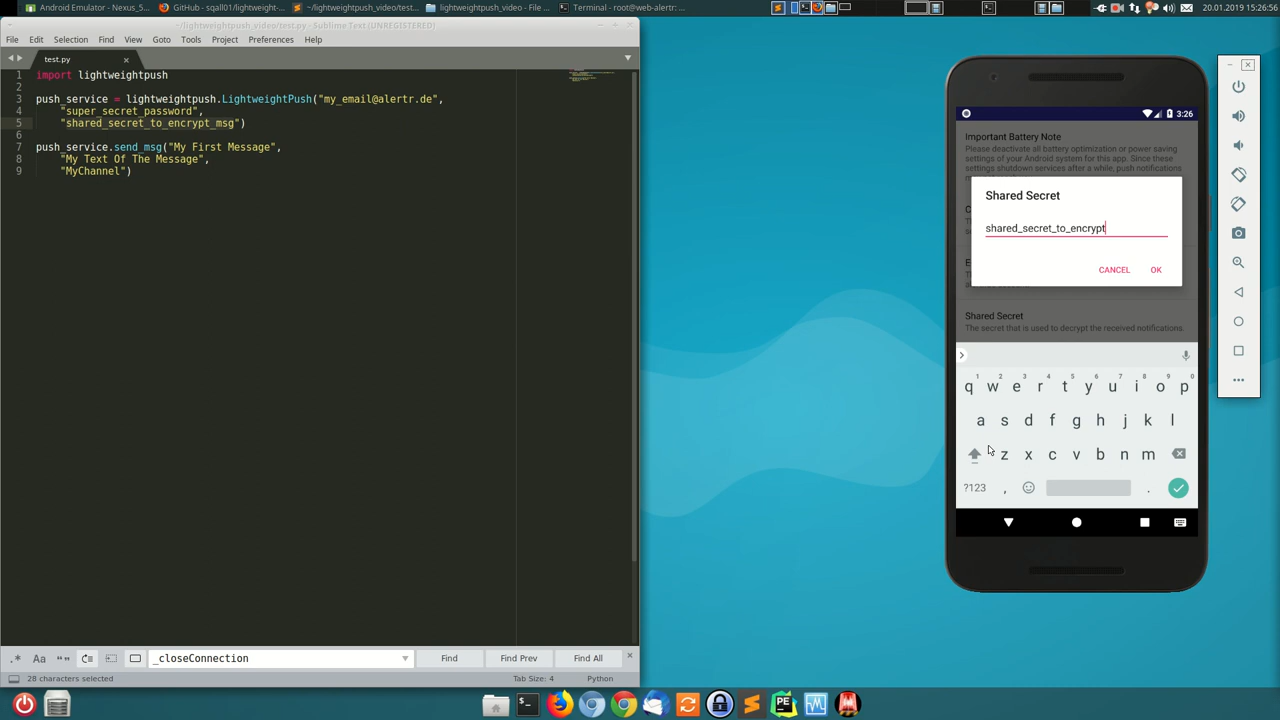 Android Emulator - Nexus_5...
GitHub - sqall01/lightweight-...
~/lightweightpush_video/test...
lightweightpush_video - File ...
Terminal - root@web-alertr: ...
20.01.2019 15:26:56
~/lightweightpush_video/test.py - Sublime Text (UNREGISTERED)
File Edit Selection Find View Goto Tools Project Preferences Help
test.py
1 import lightweightpush
2
3 push_service = lightweightpush.LightweightPush("my_email@alertr.de",
4 "super_secret_password",
5 "shared_secret_to_encrypt_msg")
6
7 push_service.send_msg("My First Message",
8 "My Text Of The Message",
9 "MyChannel")
.* Aa “”
_closeConnection
Find
Find Prev
Find All
28 characters selected
Tab Size: 4
Python
3:26
Important Battery Note
Please deactivate all battery optimization or power saving
settings of your Android system for this app. Since these
settings shutdown services after a while, push notifications
Shared Secret
shared_secret_to_encrypt
CANCEL OK
Shared Secret
The secret that is used to decrypt the received notifications.
1 2 3 4 5 6 7 8 9 0
q w e r t y u i o p
a s d f g h j k l
z x c v b n m
?123 , .
PE